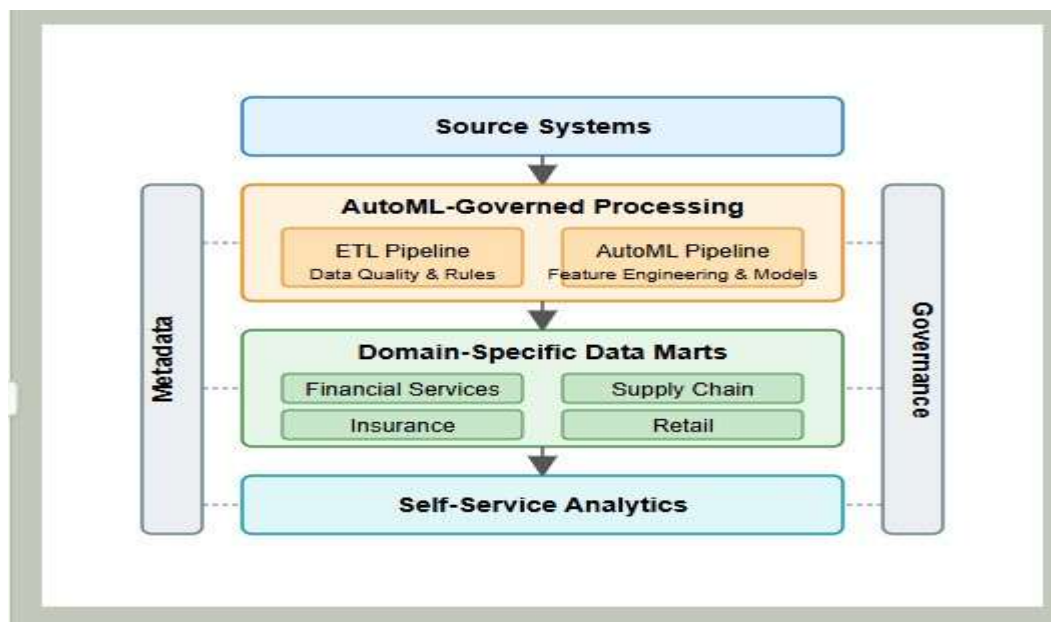 Source Systems
AutoML-Governed Processing
ETL Pipeline
Data Quality & Rules
AutoML Pipeline
Feature Engineering & Models
Metadata
Governance
Domain-Specific Data Marts
Financial Services
Supply Chain
Insurance
Retail
Self-Service Analytics